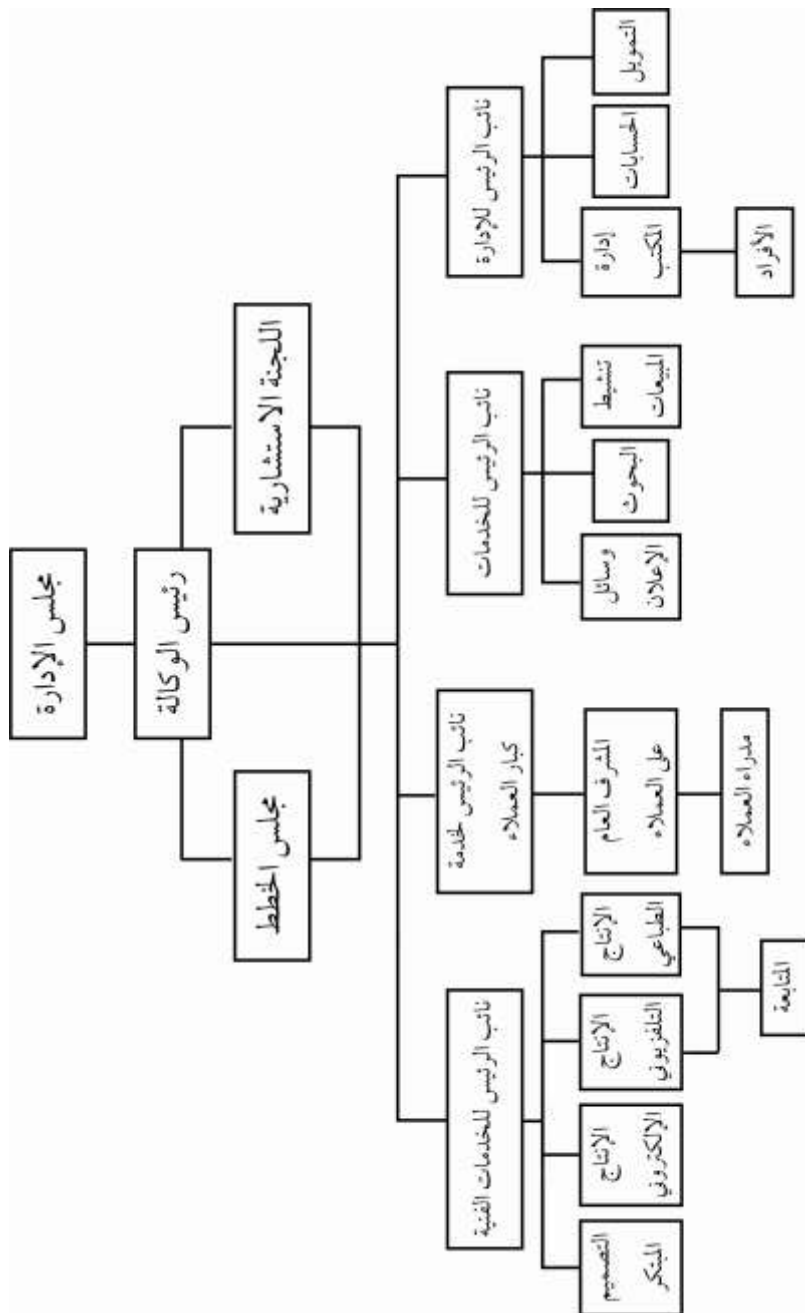 مجلس الإدارة
رئيس الوكالة
اللجنة الاستشارية
مجلس الخطط
نائب الرئيس للإدارة
نائب الرئيس للخدمات
نائب الرئيس لخدمة
كبار العملاء
نائب الرئيس للخدمات الفنية
التمويل
الحسابات
إدارة
المكتب
تنشيط
المبيعات
البحوث
وسائل
الإعلان
المشرف العام
على العملاء
الإنتاج
الطباعي
الإنتاج
التلفزيوني
الإنتاج
الإلكتروني
التصميم
المبتكر
الأفراد
مدراء العملاء
المتابعة